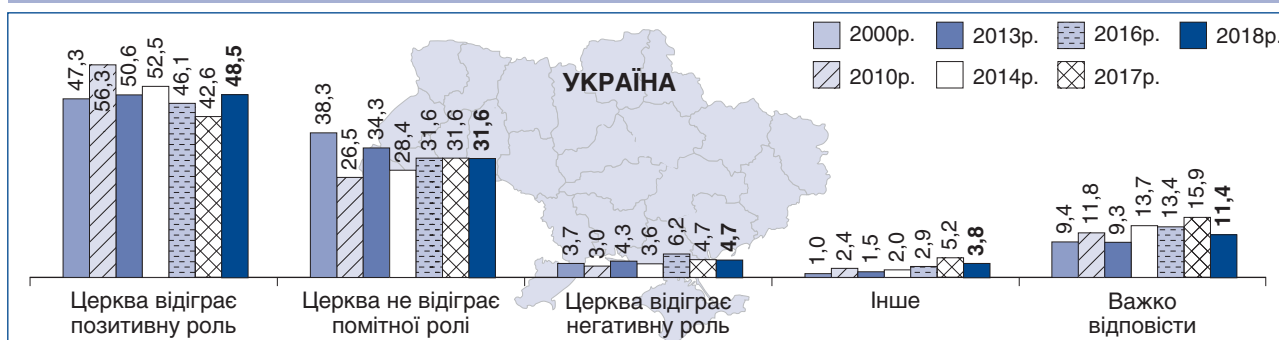 УКРАЇНА
2000р.
2013р.
2016р.
2018р.
2010р.
2014р.
2017р.
47,3
56,3
50,6
52,5
46,1
42,6
48,5
38,3
26,5
34,3
28,4
31,6
31,6
31,6
3,7
3,0
4,3
3,6
6,2
4,7
4,7
1,0
2,4
1,5
2,0
2,9
5,2
3,8
9,4
11,8
9,3
13,7
13,4
15,9
11,4
Церква відіграє
позитивну роль
Церква не відіграє
помітної ролі
Церква відіграє
негативну роль
Інше
Важко
відповісти